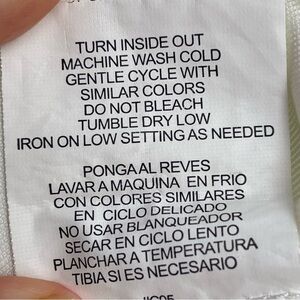 TURN INSIDE OUT
MACHINE WASH COLD
GENTLE CYCLE WITH
SIMILAR COLORS
DO NOT BLEACH
TUMBLE DRY LOW
IRON ON LOW SETTING AS NEEDED
PONGA AL REVES
LAVAR A MAQUINA EN FRIO
CON COLORES SIMILARES
EN CICLO DELICADO
NO USAR BLANQUEADOR
SECAR EN CICLO LENTO
PLANCHAR A TEMPERATURA
TIBIA SI ES NECESARIO